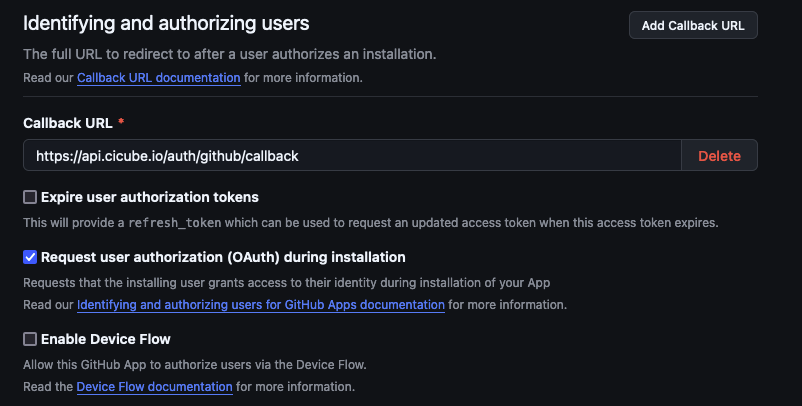 Identifying and authorizing users
Add Callback URL
The full URL to redirect to after a user authorizes an installation.
Read our Callback URL documentation for more information.
Callback URL *
https://api.cicube.io/auth/github/callback
Delete
Expire user authorization tokens
This will provide a refresh_token which can be used to request an updated access token when this access token expires.
Request user authorization (OAuth) during installation
Requests that the installing user grants access to their identity during installation of your App
Read our Identifying and authorizing users for GitHub Apps documentation for more information.
Enable Device Flow
Allow this GitHub App to authorize users via the Device Flow.
Read the Device Flow documentation for more information.